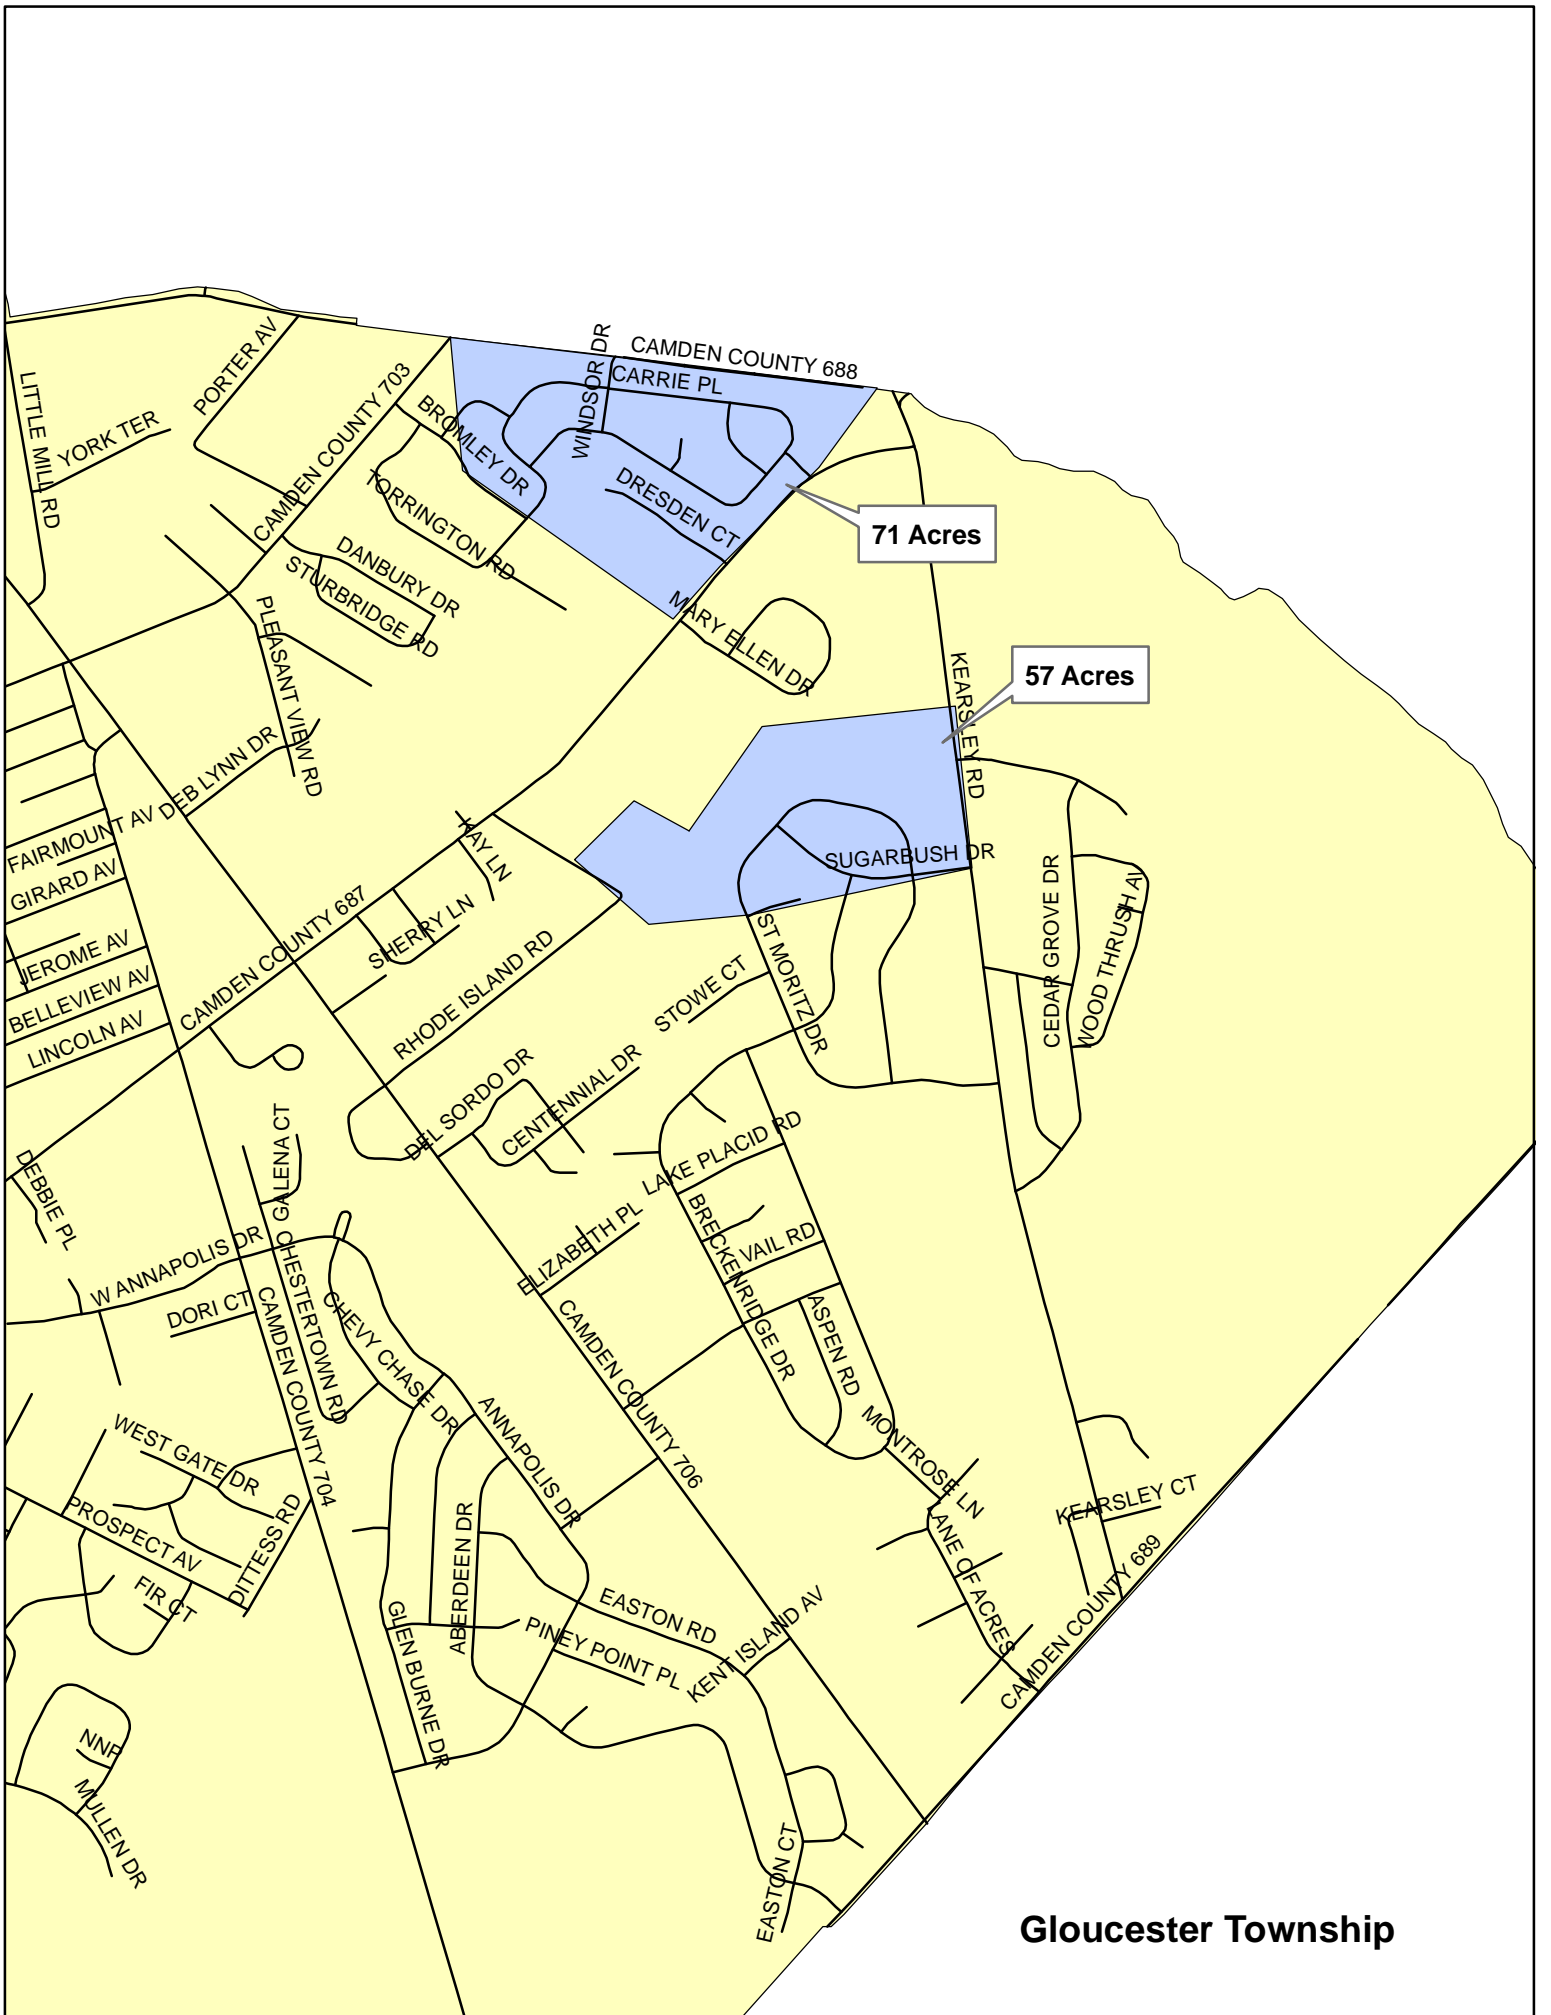 CAMDEN COUNTY 688
WINDSOR DR
CARRIE PL
PORTER AV
LITTLE MILL RD
YORK TER
CAMDEN COUNTY 703
BROMLEY DR
TORRINGTON RD
DRESDEN CT
71 Acres
DANBURY DR
STURBRIDGE RD
PLEASANT VIEW RD
MARY ELLEN DR
KEARSLEY RD
57 Acres
DEB LYNN DR
FAIRMOUNT AV
GIRARD AV
KAY LN
SUGARBUSH DR
CEDAR GROVE DR
WOOD THRUSH AV
CAMDEN COUNTY 687
SHERRY LN
JEROME AV
BELLEVIEW AV
LINCOLN AV
RHODE ISLAND RD
ST MORITZ DR
STOWE CT
DEL SORDO DR
CENTENNIAL DR
GALENA CT
LAKE PLACID RD
DEBBIE PL
ELIZABETH PL
BRECKENRIDGE DR
VAIL RD
W ANNAPOLIS DR
CHESTERTOWN RD
DORI CT
CAMDEN COUNTY 704
CHEVY CHASE DR
CAMDEN COUNTY 706
ASPEN RD
ANNAPOLIS DR
MONTROSE LN
WEST GATE DR
PROSPECT AV
DITTESS RD
FIR CT
ABERDEEN DR
KEARSLEY CT
LANE OF ACRES
CAMDEN COUNTY 689
GLEN BURNE DR
EASTON RD
PINEY POINT PL
KENT ISLAND AV
NNP
MULLEN DR
EASTON CT
Gloucester Township